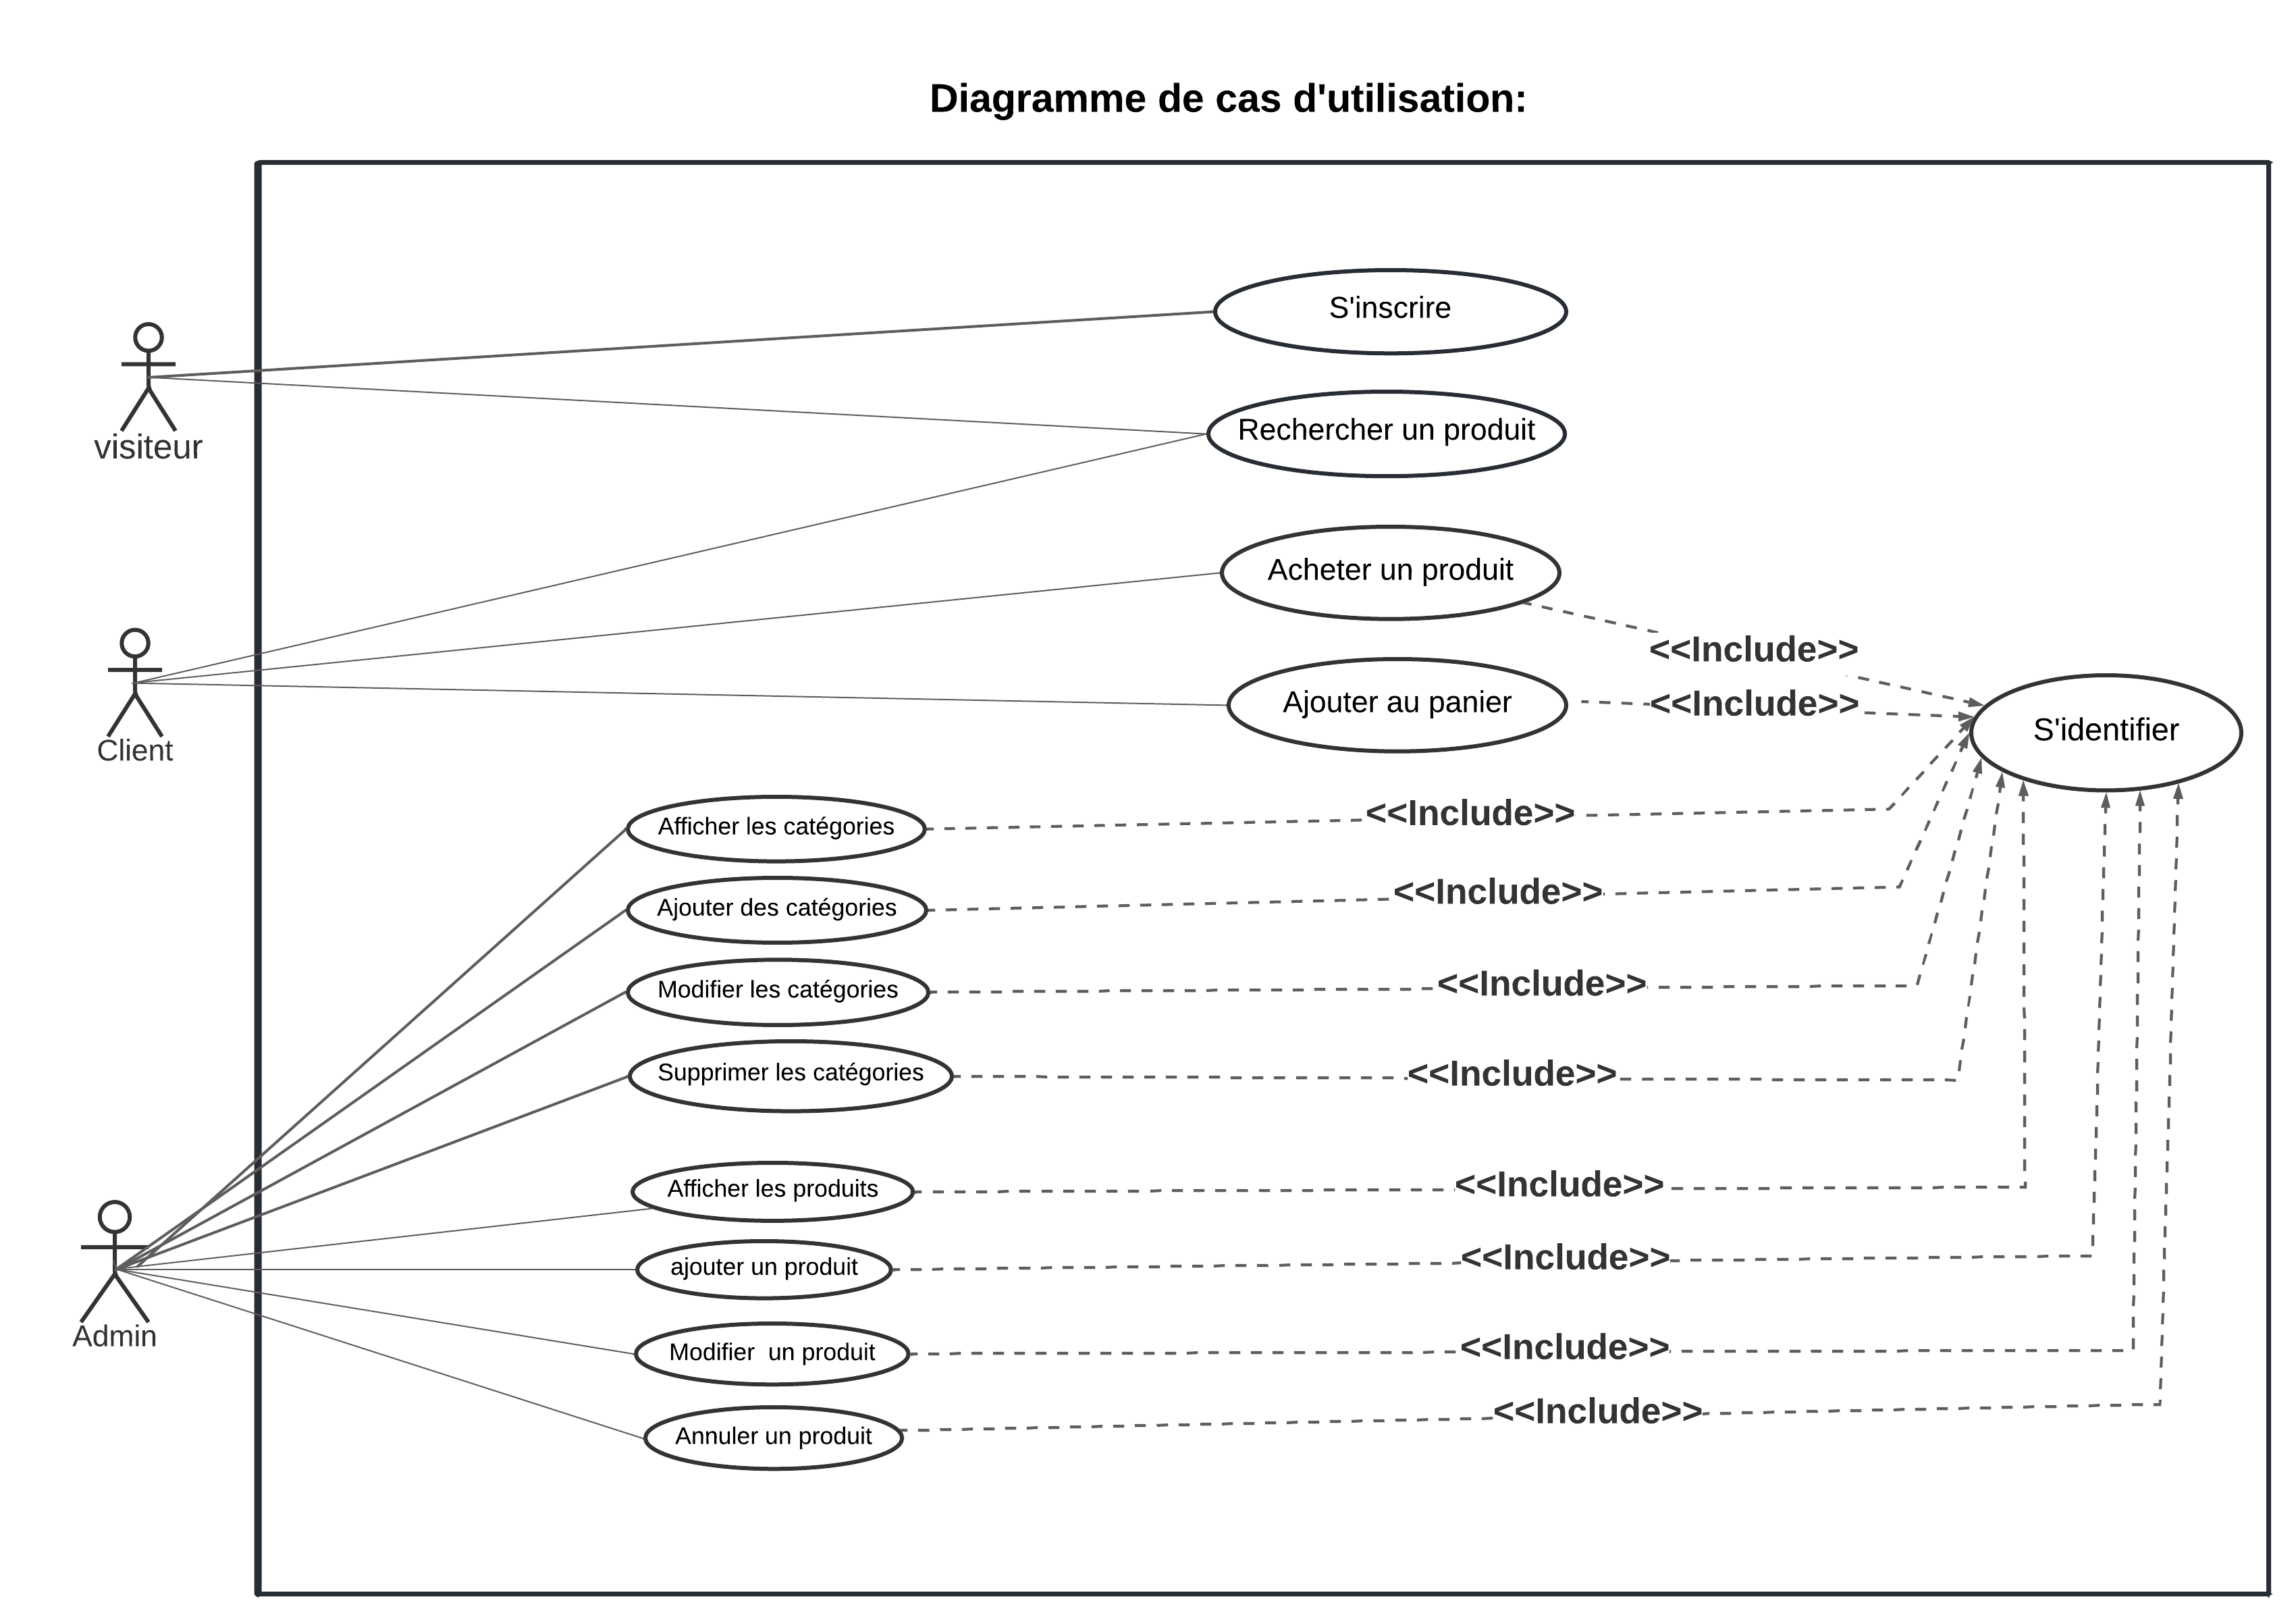 Diagramme de cas d'utilisation:
S'inscrire
visiteur
Rechercher un produit
Acheter un produit
<<Include>>
Client
Ajouter au panier
<<Include>>
S'identifier
Afficher les catégories
<<Include>>
Ajouter des catégories
<<Include>>
Modifier les catégories
<<Include>>
Supprimer les catégories
<<Include>>
Afficher les produits
<<Include>>
ajouter un produit
<<Include>>
Admin
Modifier  un produit
<<Include>>
Annuler un produit
<<Include>>